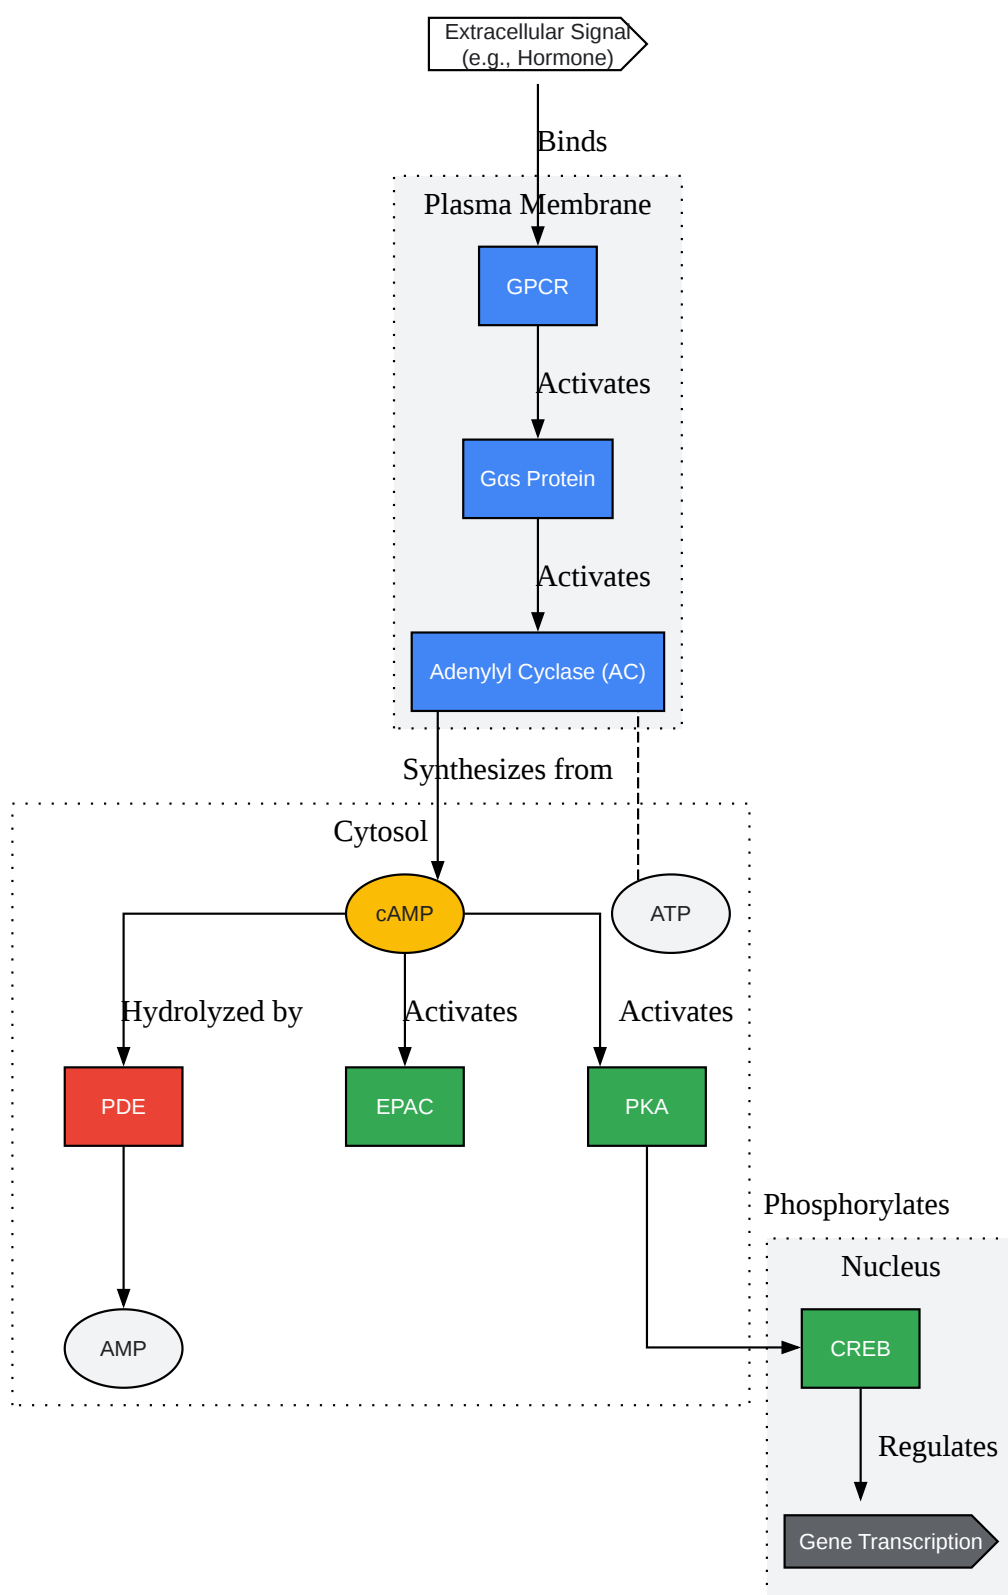 Extracellular Signal
(e.g., Hormone)
Binds
Plasma Membrane
GPCR
Activates
Gαs Protein
Activates
Adenylyl Cyclase (AC)
Synthesizes from
Cytosol
cAMP
ATP
Hydrolyzed by
Activates
Activates
PDE
EPAC
PKA
Phosphorylates
Nucleus
AMP
CREB
Regulates
Gene Transcription